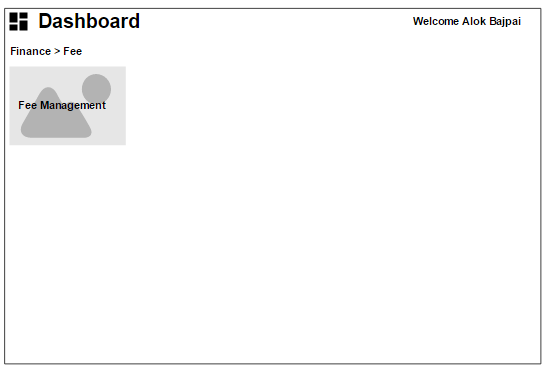 Dashboard
Welcome Alok Bajpai
Finance > Fee
Fee Management